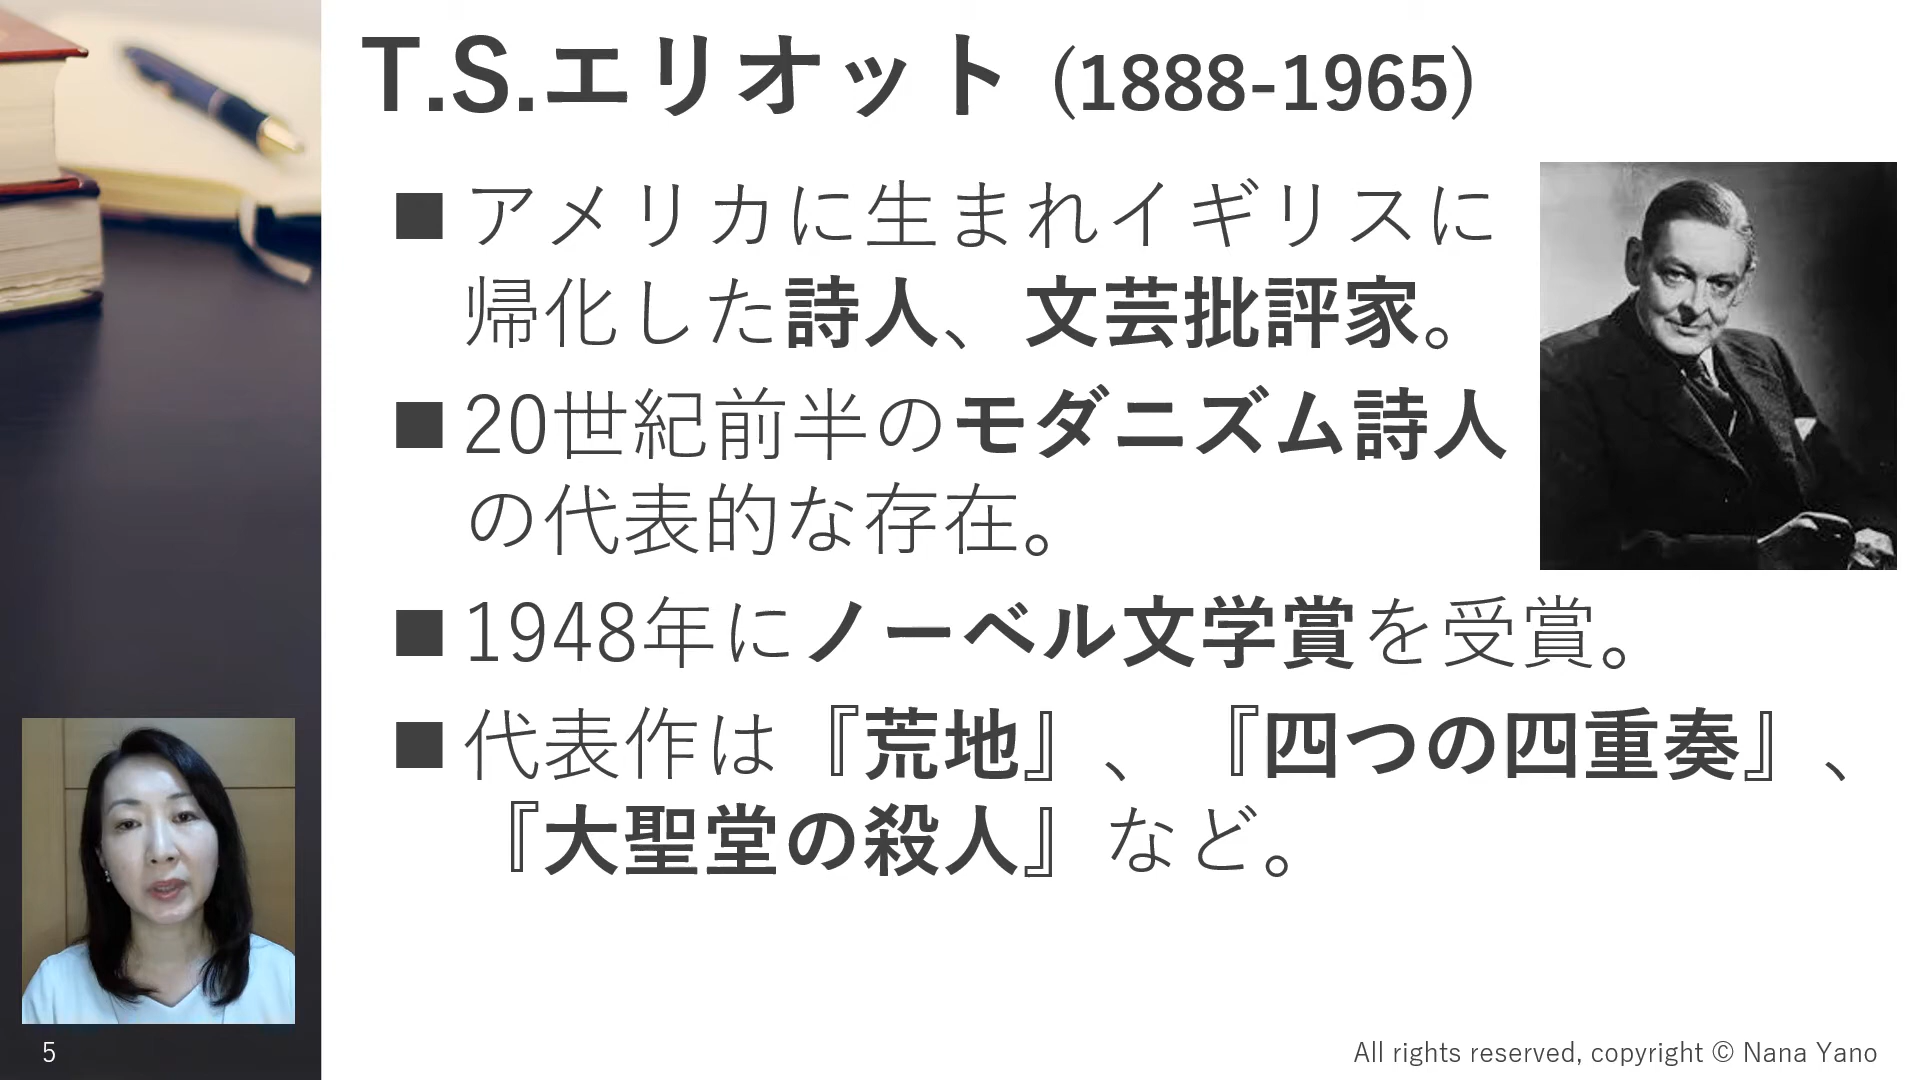 T.S.エリオット (1888-1965)
■アメリカに生まれイギリスに
帰化した詩人、文芸批評家。
■20世紀前半のモダニズム詩人
の代表的な存在。
■1948年にノーベル文学賞を受賞。
■代表作は『荒地』、『四つの四重奏』、
『大聖堂の殺人』など。
5
All rights reserved, copyright © Nana Yano